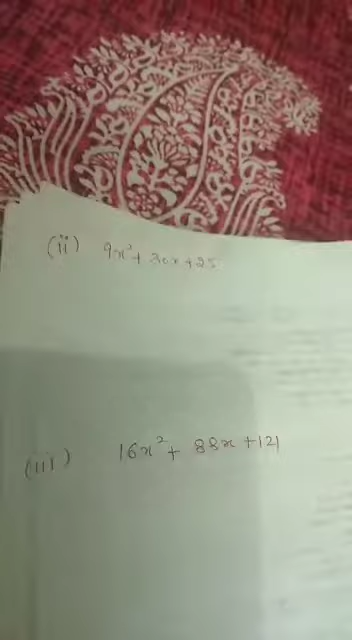 (ii) 9x² + 30x + 25
(iii) 16x² + 88x + 121